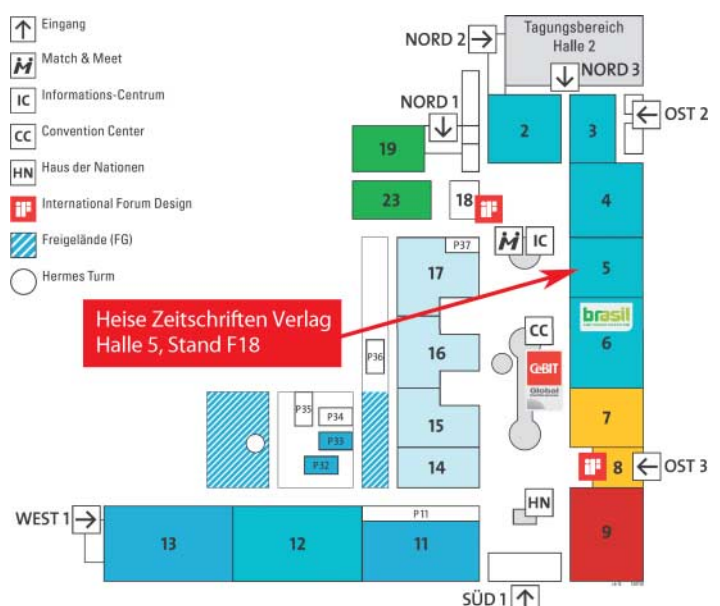 Eingang
Match & Meet
IC
Informations-Centrum
CC
Convention Center
HN
Haus der Nationen
iF
International Forum Design
Freigelände (FG)
Hermes Turm
Tagungsbereich
Halle 2
NORD 2
NORD 3
NORD 1
OST 2
2
3
19
4
23
18
iF
IC
P37
17
5
Heise Zeitschriften Verlag
Halle 5, Stand F18
brasil
CC
16
P36
6
CeBIT
Global
P35
P34
P33
P32
15
7
14
iF
8
OST 3
WEST 1
P11
HN
13
12
11
9
SÜD 1